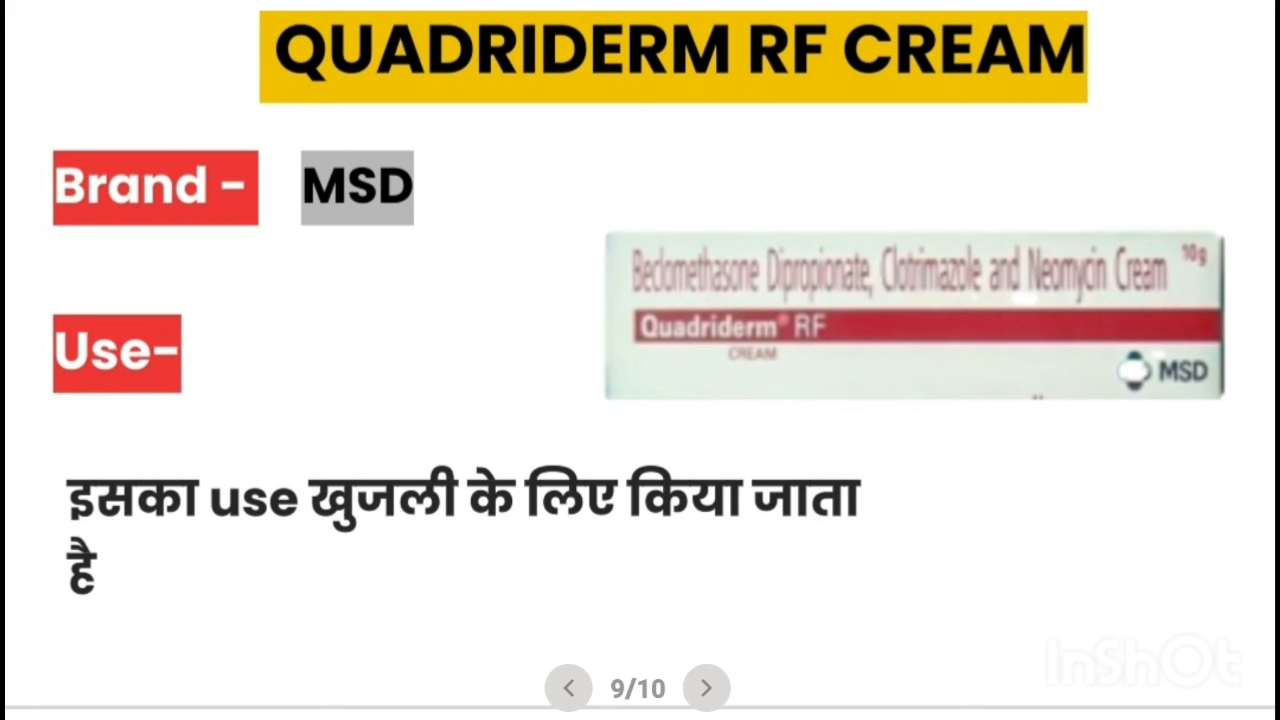 QUADRIDERM RF CREAM
Brand - MSD
Beclomethasone Dipropionate, Clotrimazole and Neomycin Cream 10g
Quadriderm® RF
CREAM
MSD
Use-
इसका use खुजली के लिए किया जाता
है
InShOt
9/10